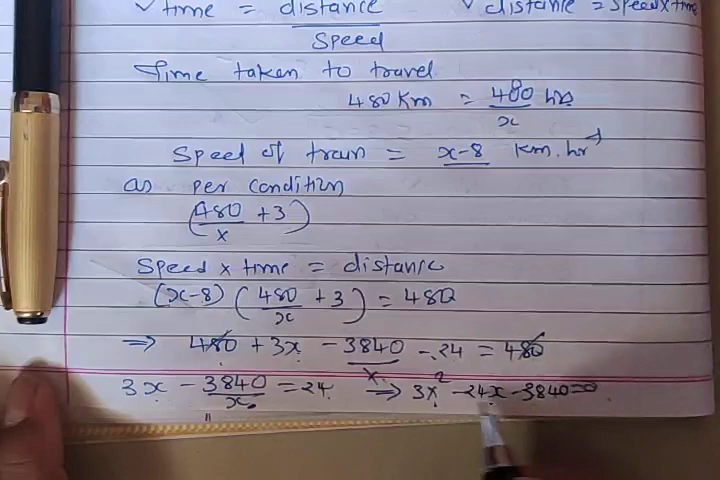 √ time = distance / Speed √ distance = Speed x time
Time taken to travel
480 Km = 480/x hrs
Speed of train = x-8 km.hr⁻¹
as per condition
(480/x + 3)
Speed x time = distance
(x-8) (480/x + 3) = 480
⇒ 480 + 3x - 3840/x - 24 = 480
3x - 3840/x = 24 ⇒ 3x² - 24x - 3840 = 0